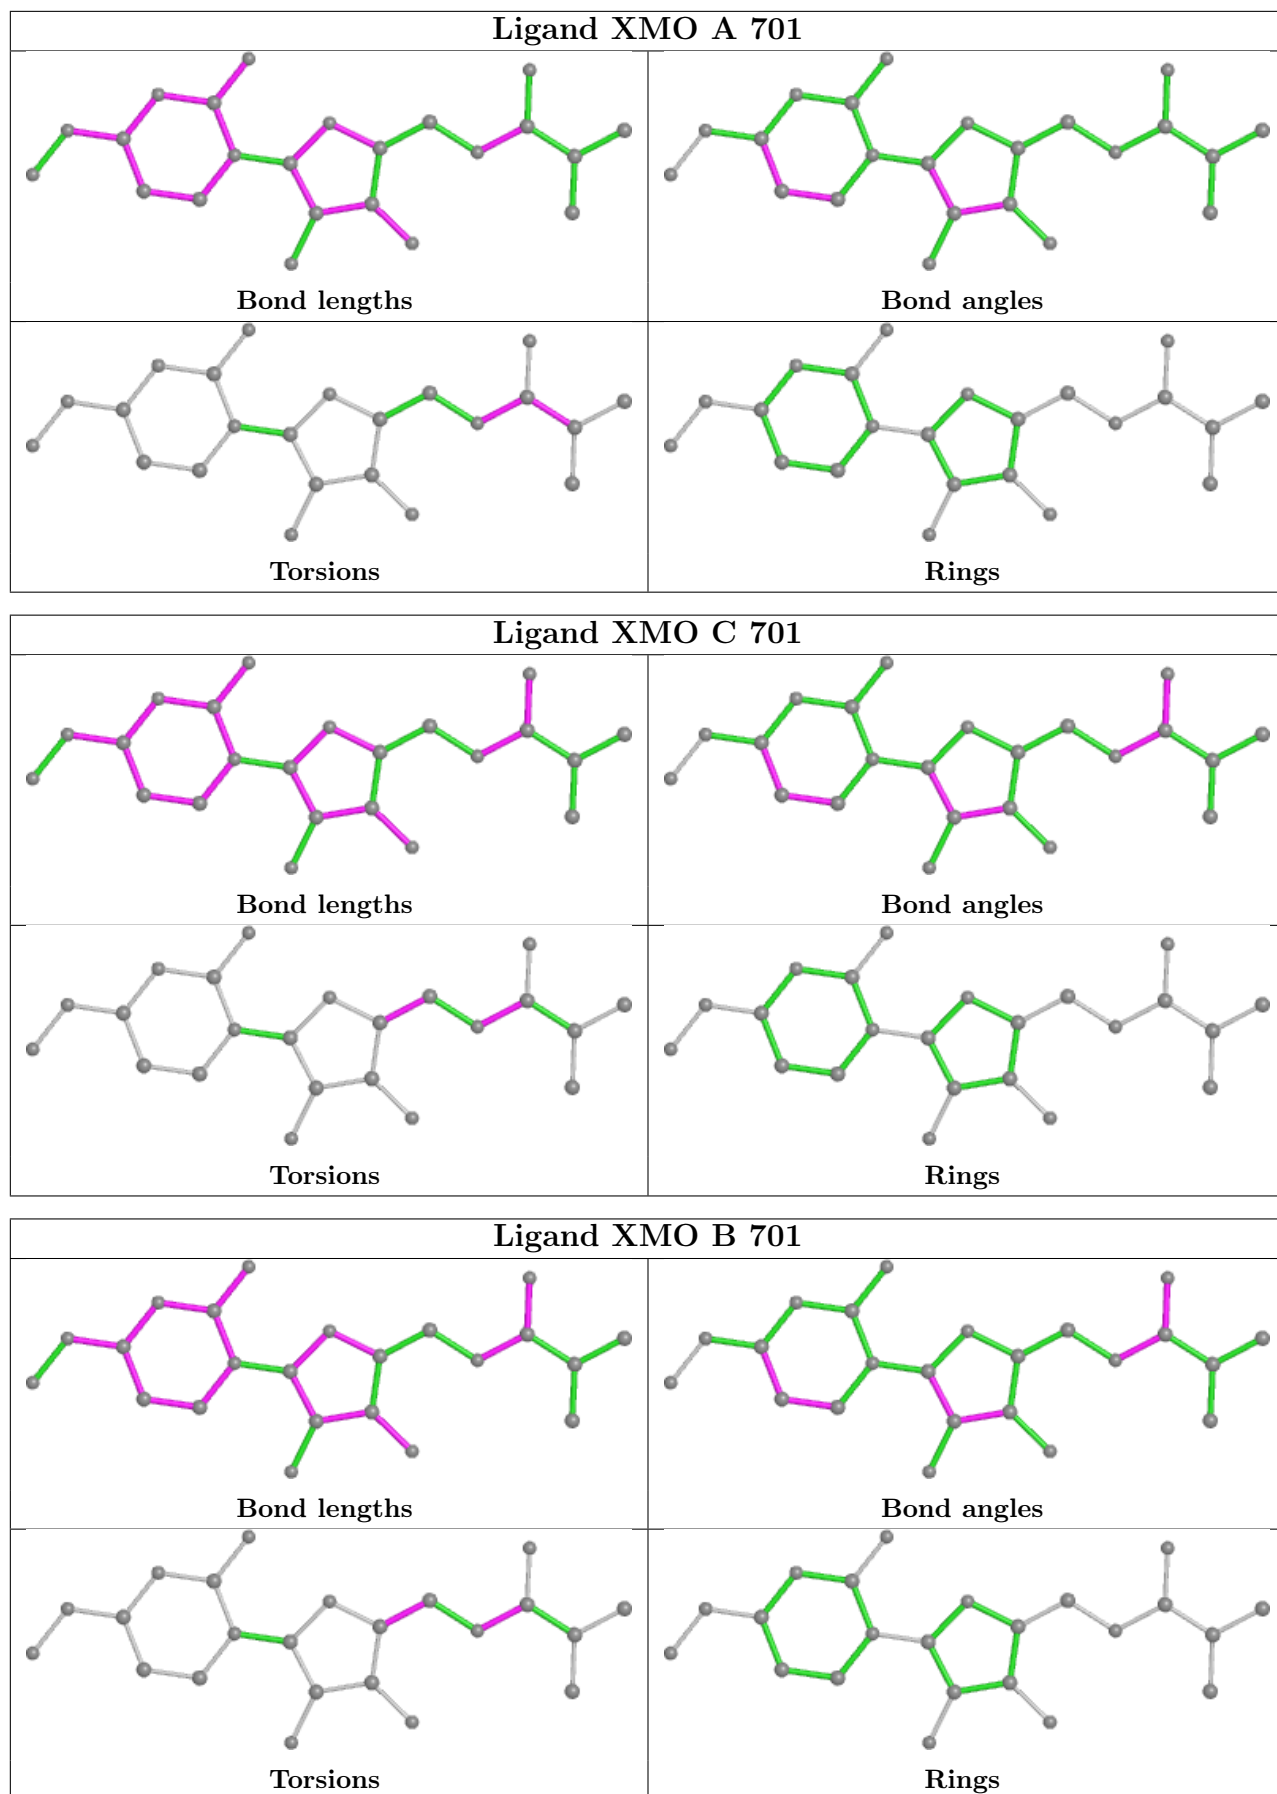 Ligand XMO A 701
Bond lengths
Bond angles
Torsions
Rings
Ligand XMO C 701
Bond lengths
Bond angles
Torsions
Rings
Ligand XMO B 701
Bond lengths
Bond angles
Torsions
Rings